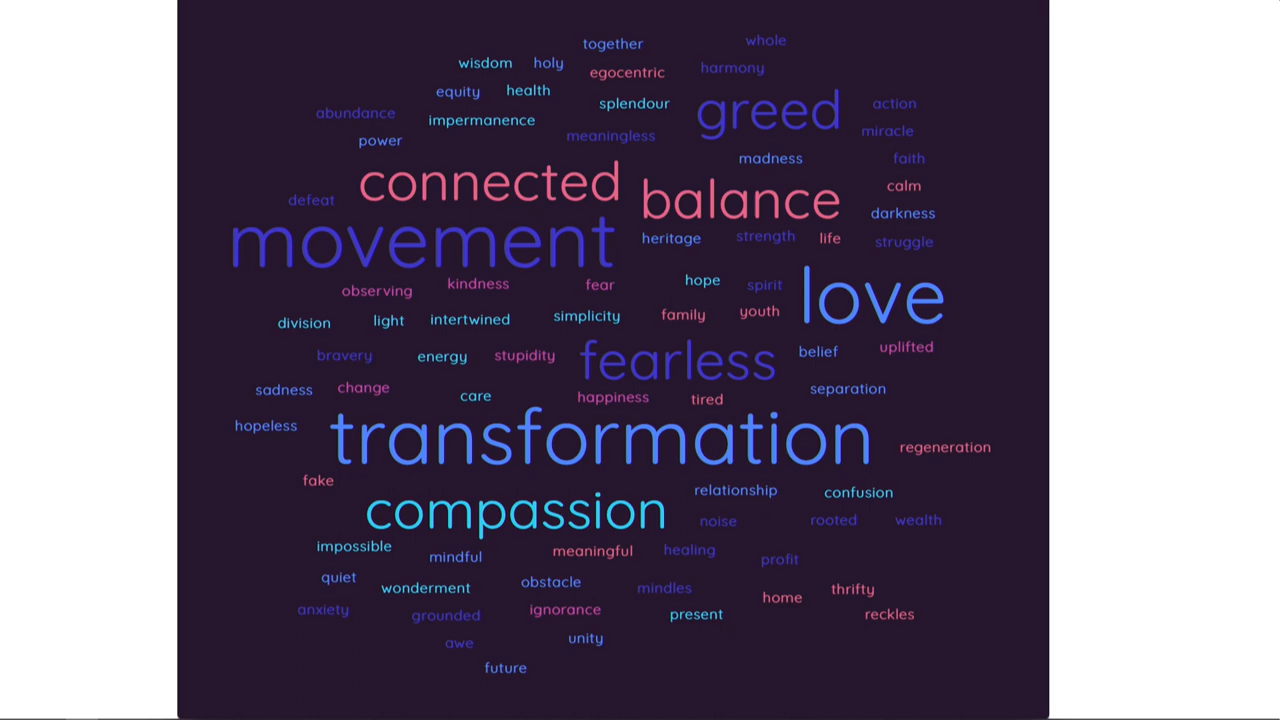 together whole
wisdom holy egocentric harmony
equity health splendour greed action
abundance impermanence meaningless miracle
power madness faith
connected balance calm
defeat darkness
movement heritage strength life struggle
observing kindness fear hope spirit love
division light intertwined simplicity family youth
bravery energy stupidity fearless belief uplifted
sadness change care happiness tired separation
hopeless transformation regeneration
fake compassion relationship confusion
noise rooted wealth
impossible mindful meaningful healing profit
quiet wonderment obstacle mindles home thrifty
anxiety grounded ignorance present reckles
awe unity
future